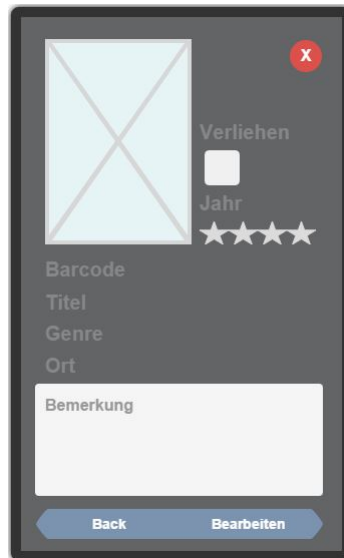 X
Verliehen
Jahr
Barcode
Titel
Genre
Ort
Bemerkung
Back Bearbeiten